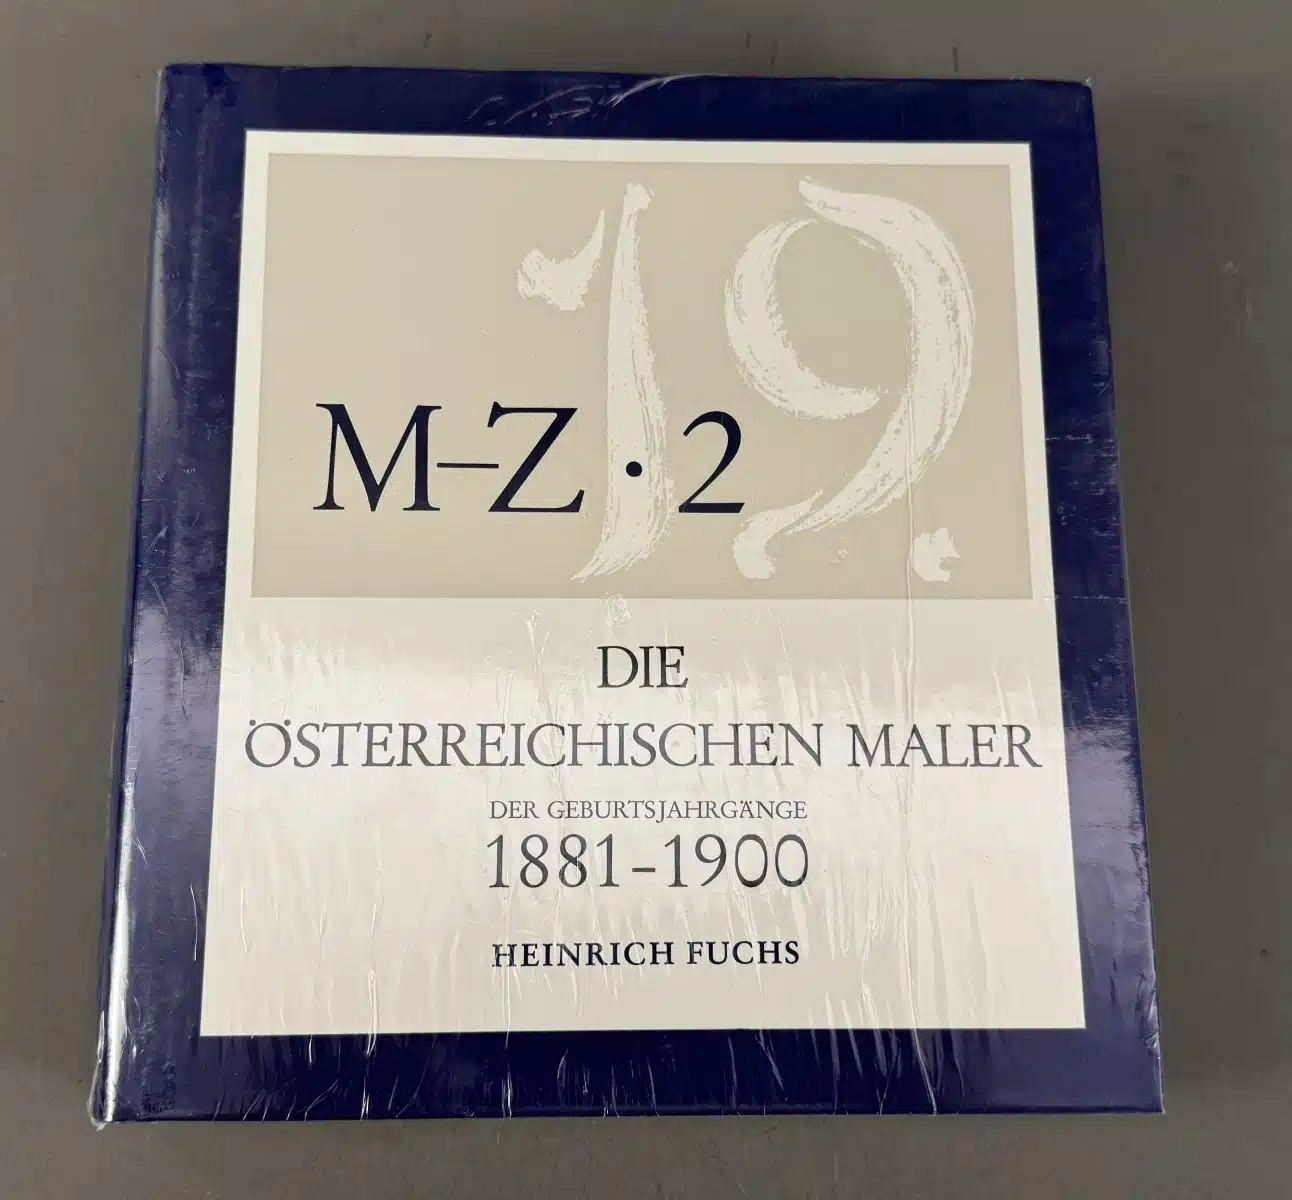 19.
M–Z · 2
DIE
ÖSTERREICHISCHEN MALER
DER GEBURTSJAHRGÄNGE
1881–1900
HEINRICH FUCHS